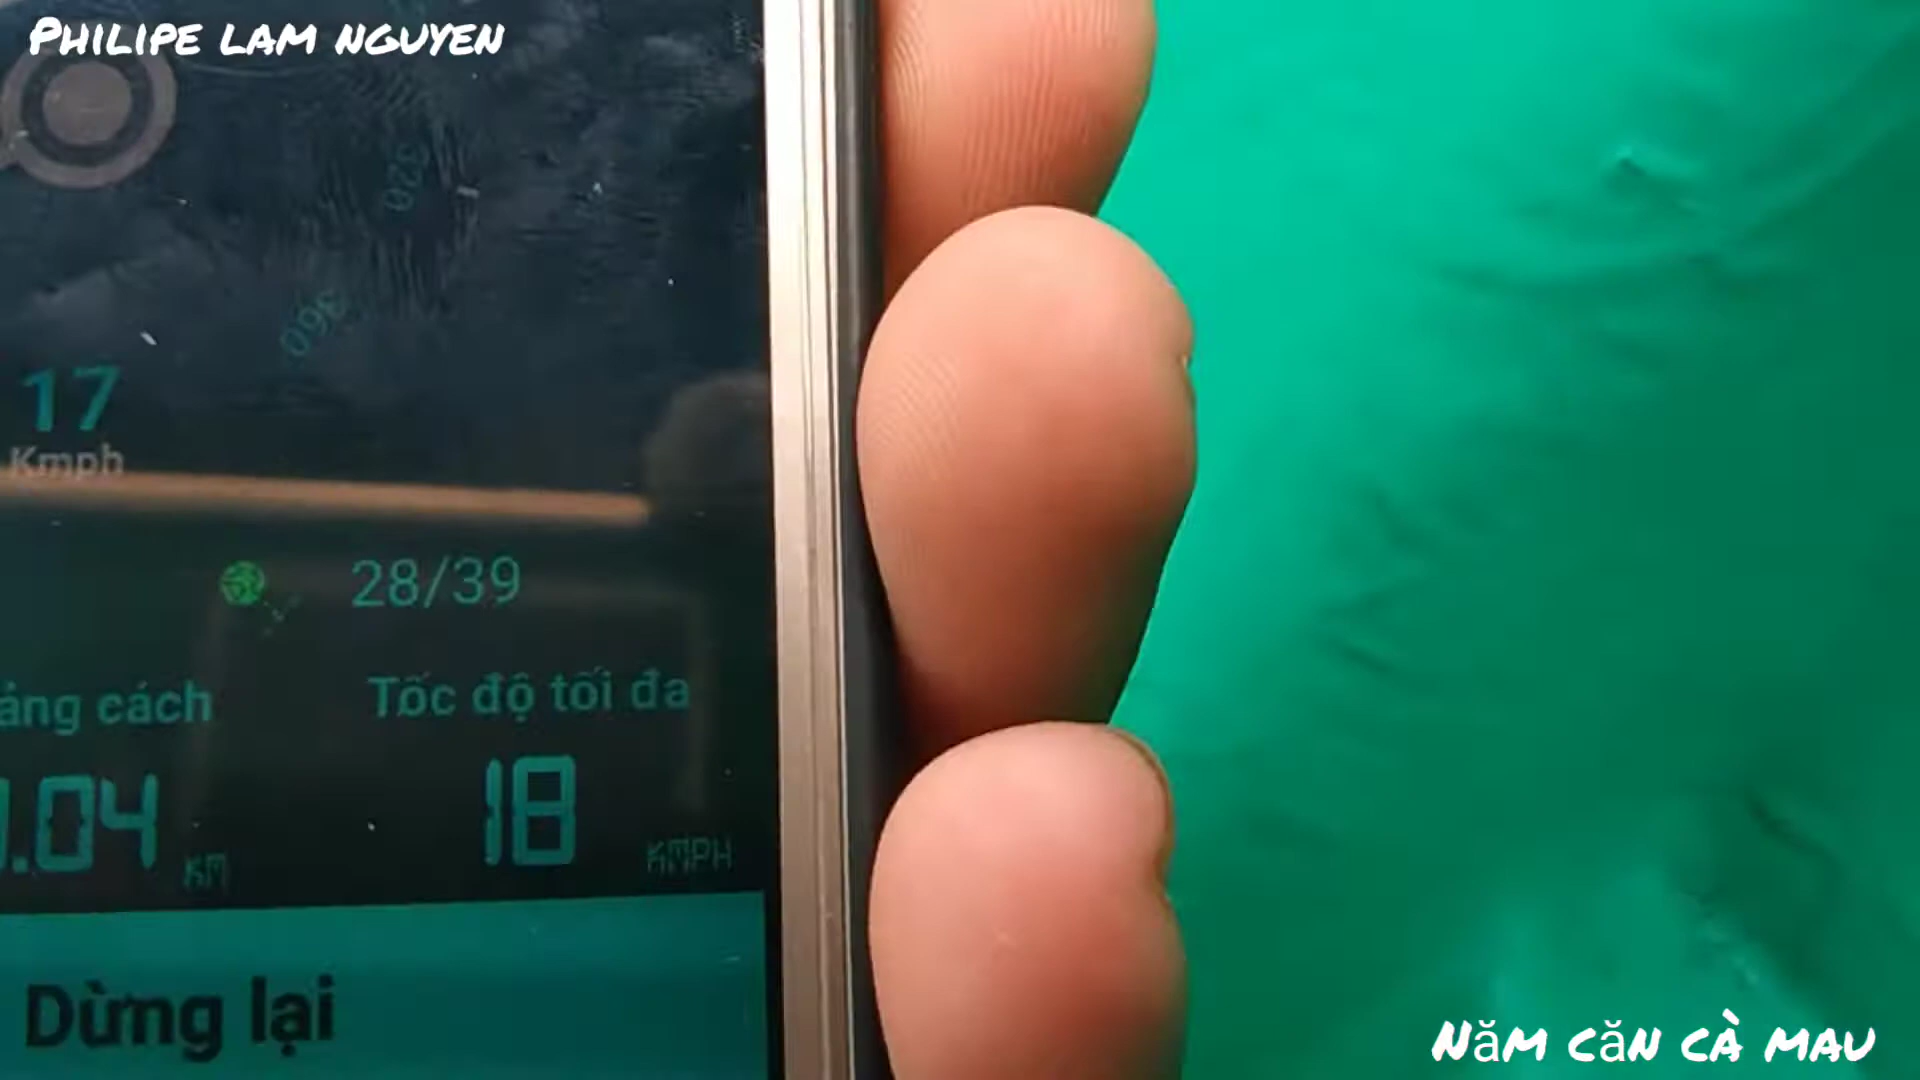 PHILIPE LAM NGUYEN
320
360
17
Kmph
28/39
ảng cách
Tốc độ tối đa
.04
KM
18
KMPH
Dừng lại
NĂM CĂN CÀ MAU